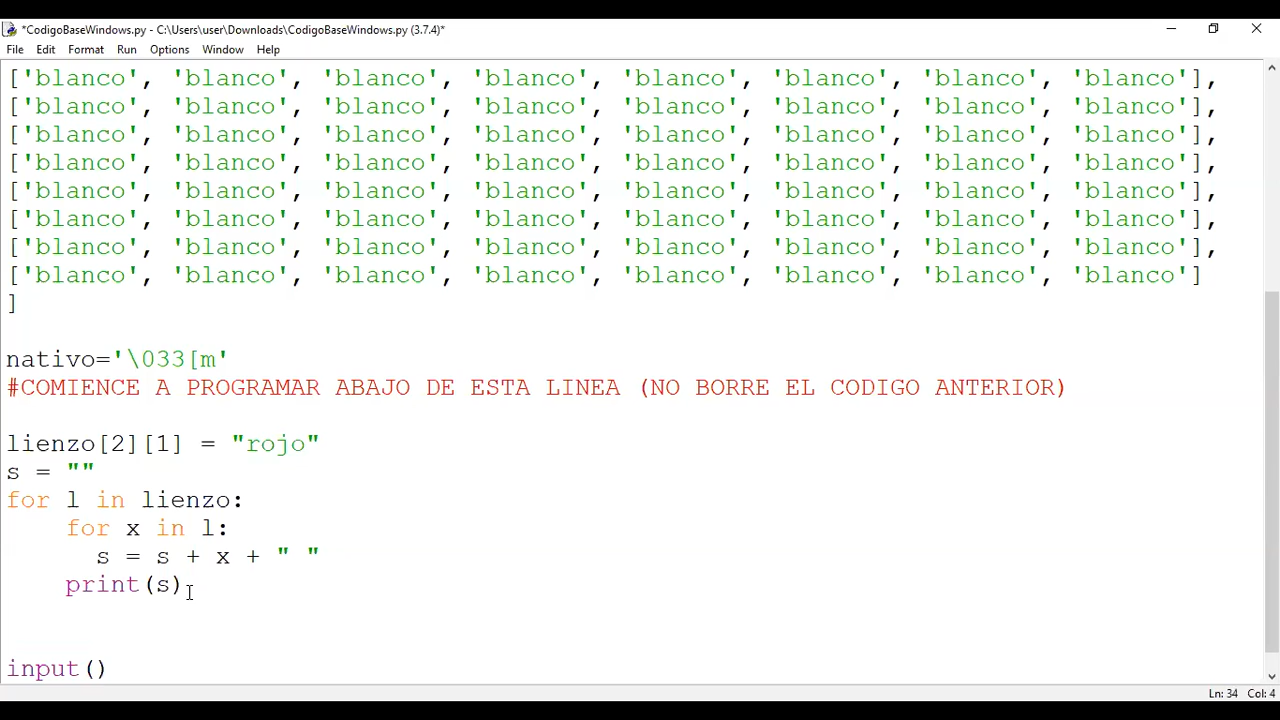 *CodigoBaseWindows.py - C:\Users\user\Downloads\CodigoBaseWindows.py (3.7.4)*
File Edit Format Run Options Window Help
['blanco', 'blanco', 'blanco', 'blanco', 'blanco', 'blanco', 'blanco', 'blanco'],
['blanco', 'blanco', 'blanco', 'blanco', 'blanco', 'blanco', 'blanco', 'blanco'],
['blanco', 'blanco', 'blanco', 'blanco', 'blanco', 'blanco', 'blanco', 'blanco'],
['blanco', 'blanco', 'blanco', 'blanco', 'blanco', 'blanco', 'blanco', 'blanco'],
['blanco', 'blanco', 'blanco', 'blanco', 'blanco', 'blanco', 'blanco', 'blanco'],
['blanco', 'blanco', 'blanco', 'blanco', 'blanco', 'blanco', 'blanco', 'blanco'],
['blanco', 'blanco', 'blanco', 'blanco', 'blanco', 'blanco', 'blanco', 'blanco'],
['blanco', 'blanco', 'blanco', 'blanco', 'blanco', 'blanco', 'blanco', 'blanco']
]
nativo='\033[m'
#COMIENCE A PROGRAMAR ABAJO DE ESTA LINEA (NO BORRE EL CODIGO ANTERIOR)
lienzo[2][1] = "rojo"
s = ""
for l in lienzo:
    for x in l:
      s = s + x + " "
    print(s)
input()
Ln: 34 Col: 4